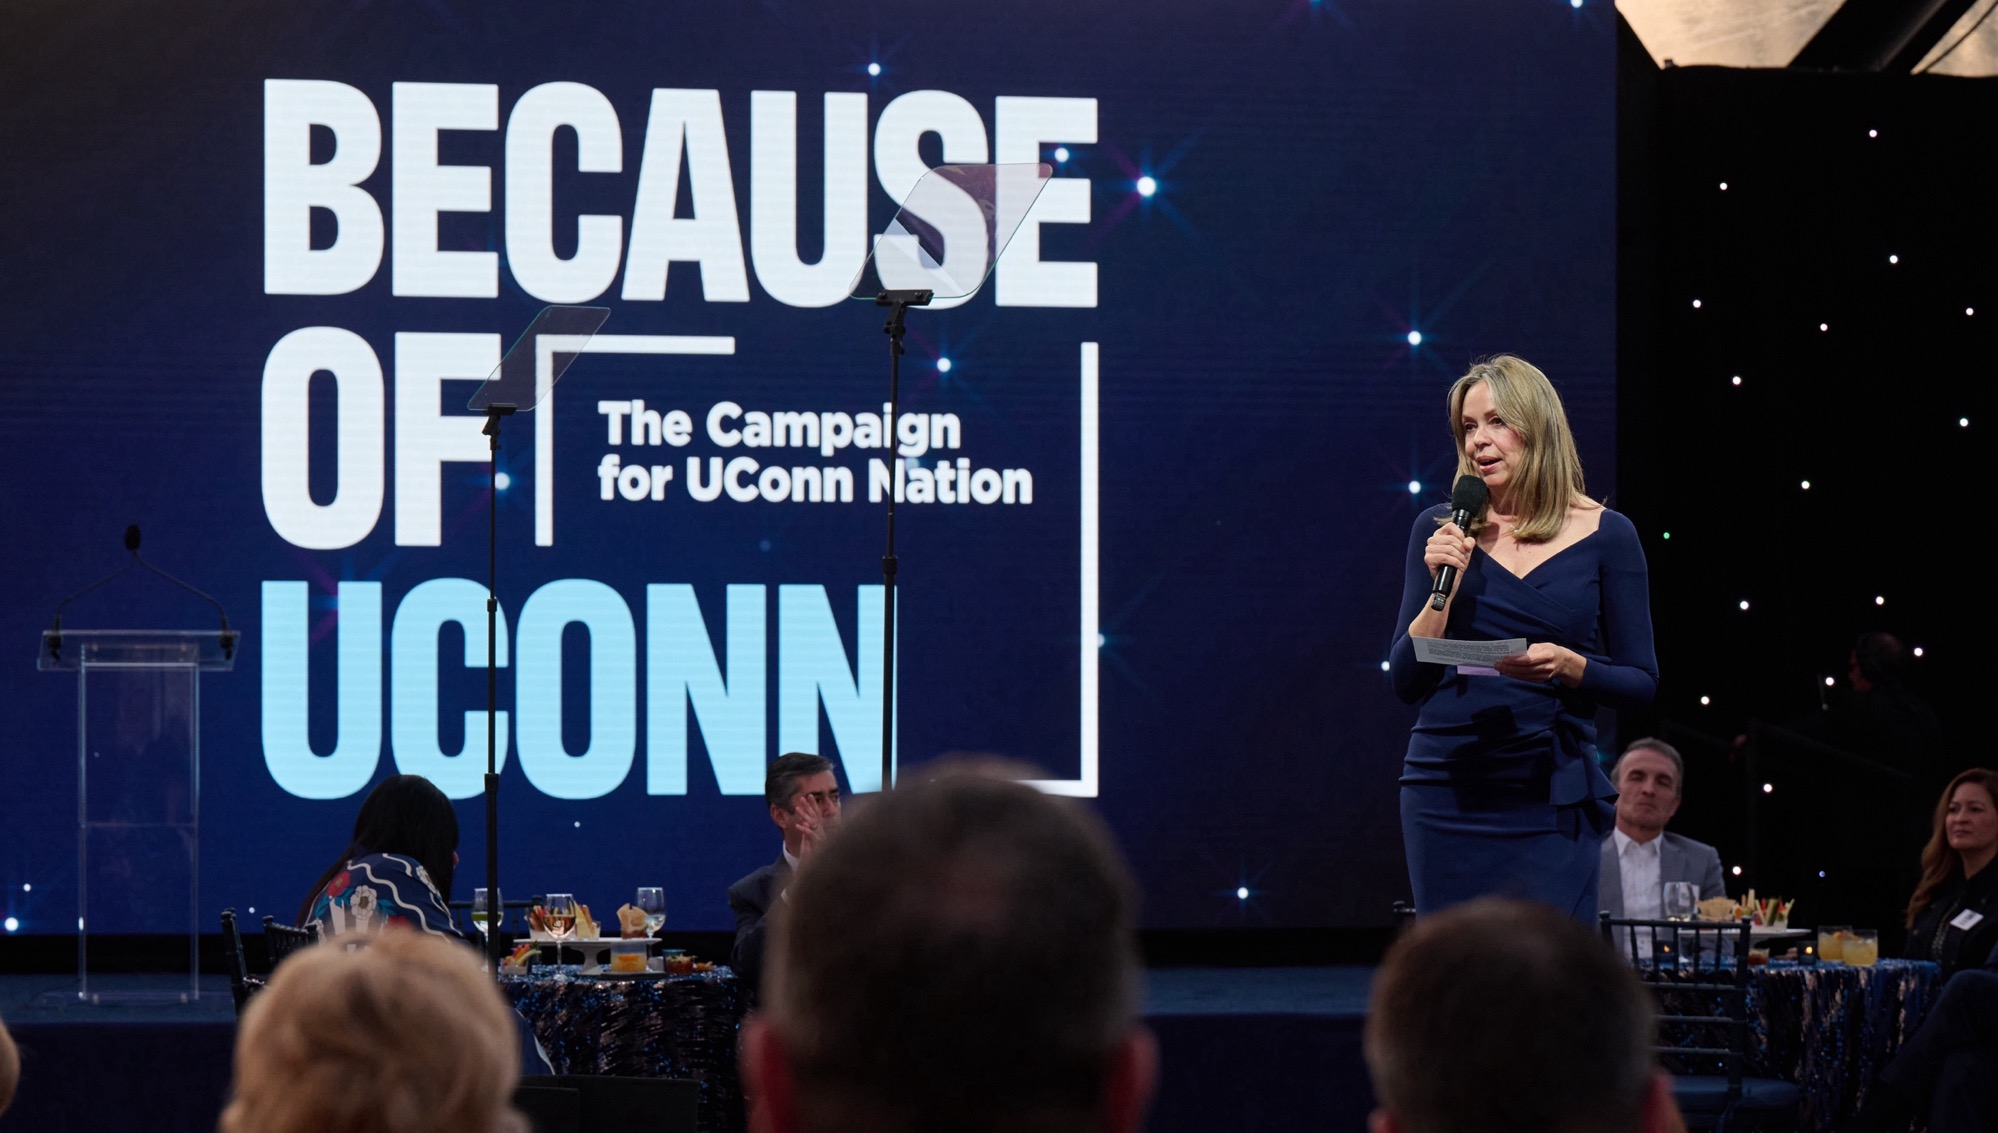 BECAUSE
OF
The Campaign
for UConn Nation
UCONN